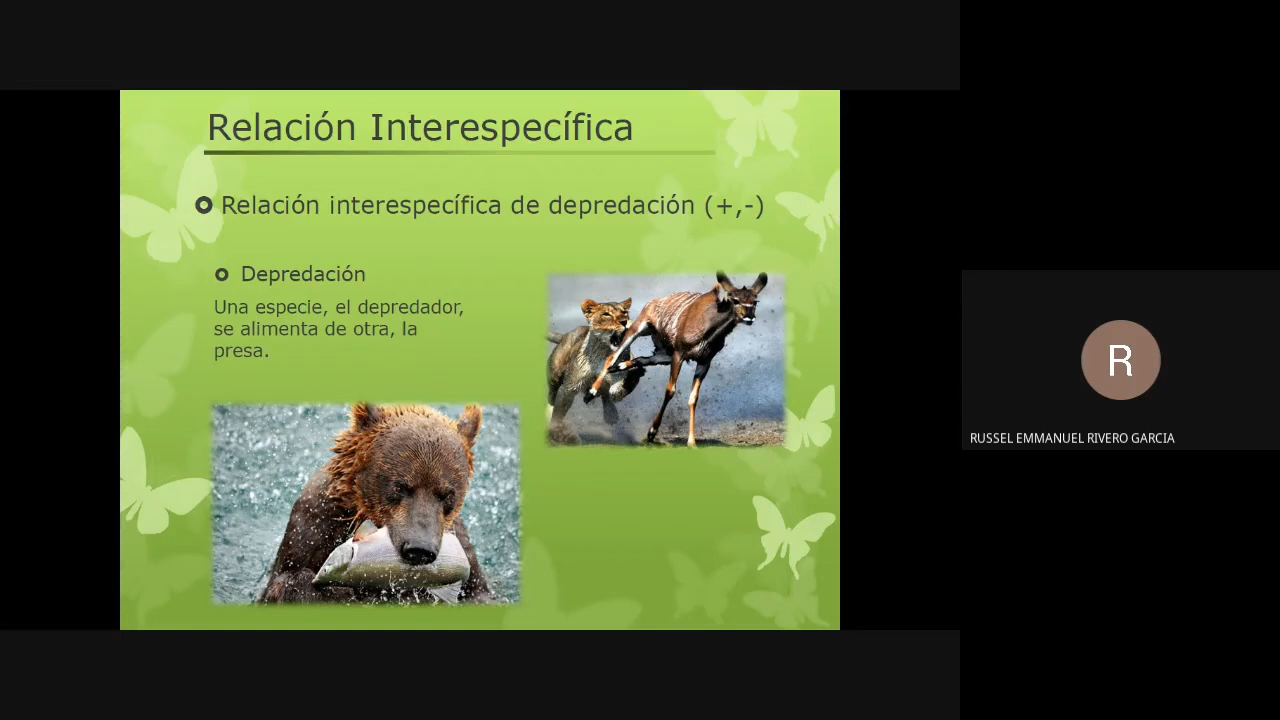 Relación Interespecífica
Relación interespecífica de depredación (+,-)
Depredación
Una especie, el depredador,
se alimenta de otra, la
presa.
R
RUSSEL EMMANUEL RIVERO GARCIA